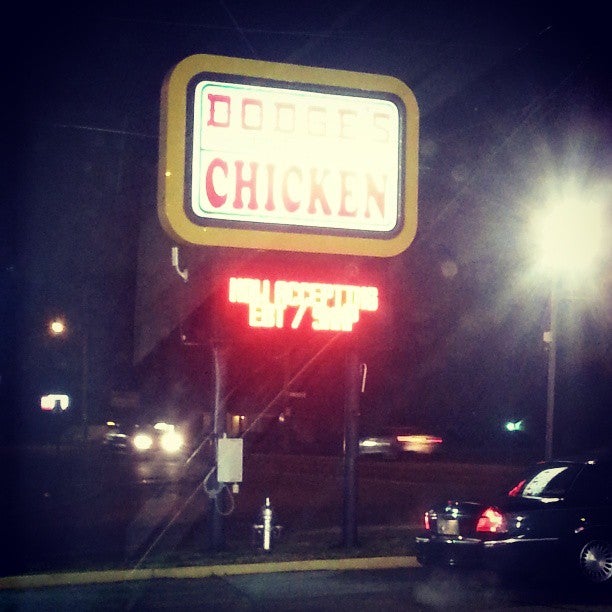 DODGE'S
CHICKEN
NOW ACCEPTING
EBT / SNAP